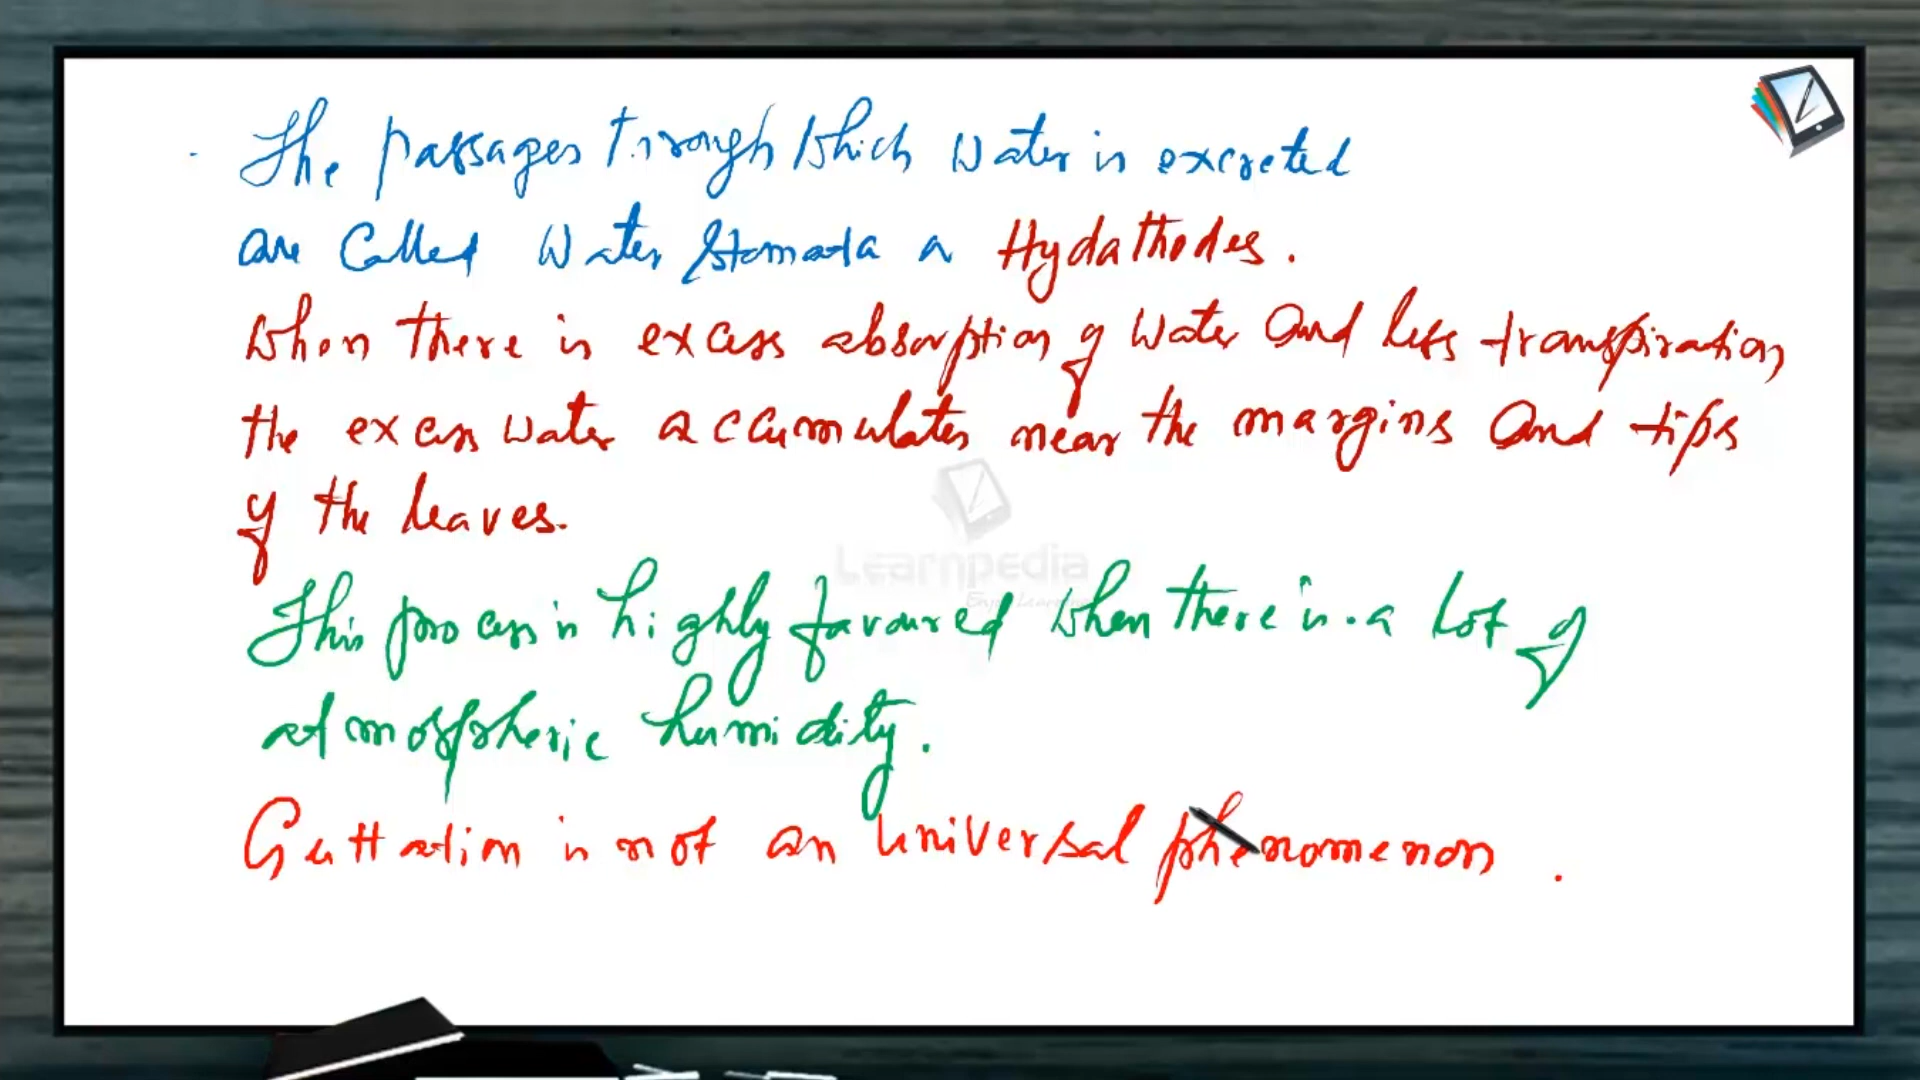 The passages through which water is excreted
are Called Water Stomata or Hydathodes.
When there is excess absorption of water and less transpiration,
the excess water accumulates near the margins and tips
of the leaves.
Learnpedia
This process is highly favoured when there is a lot of
atmospheric humidity.
Guttation is not an universal phenomenon.